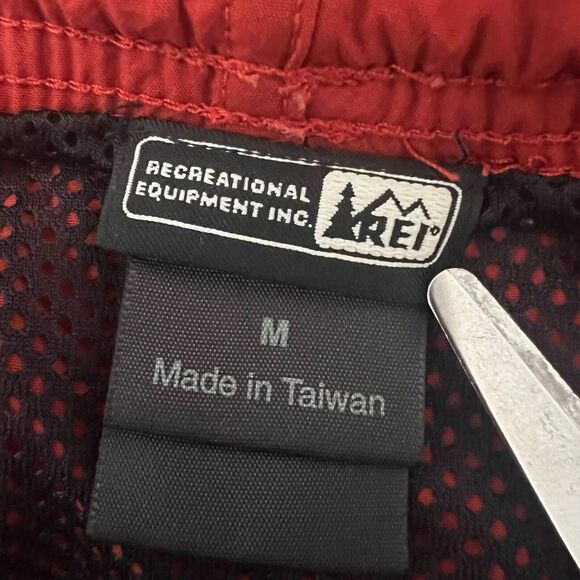 RECREATIONAL
EQUIPMENT INC.
REI®
M
Made in Taiwan